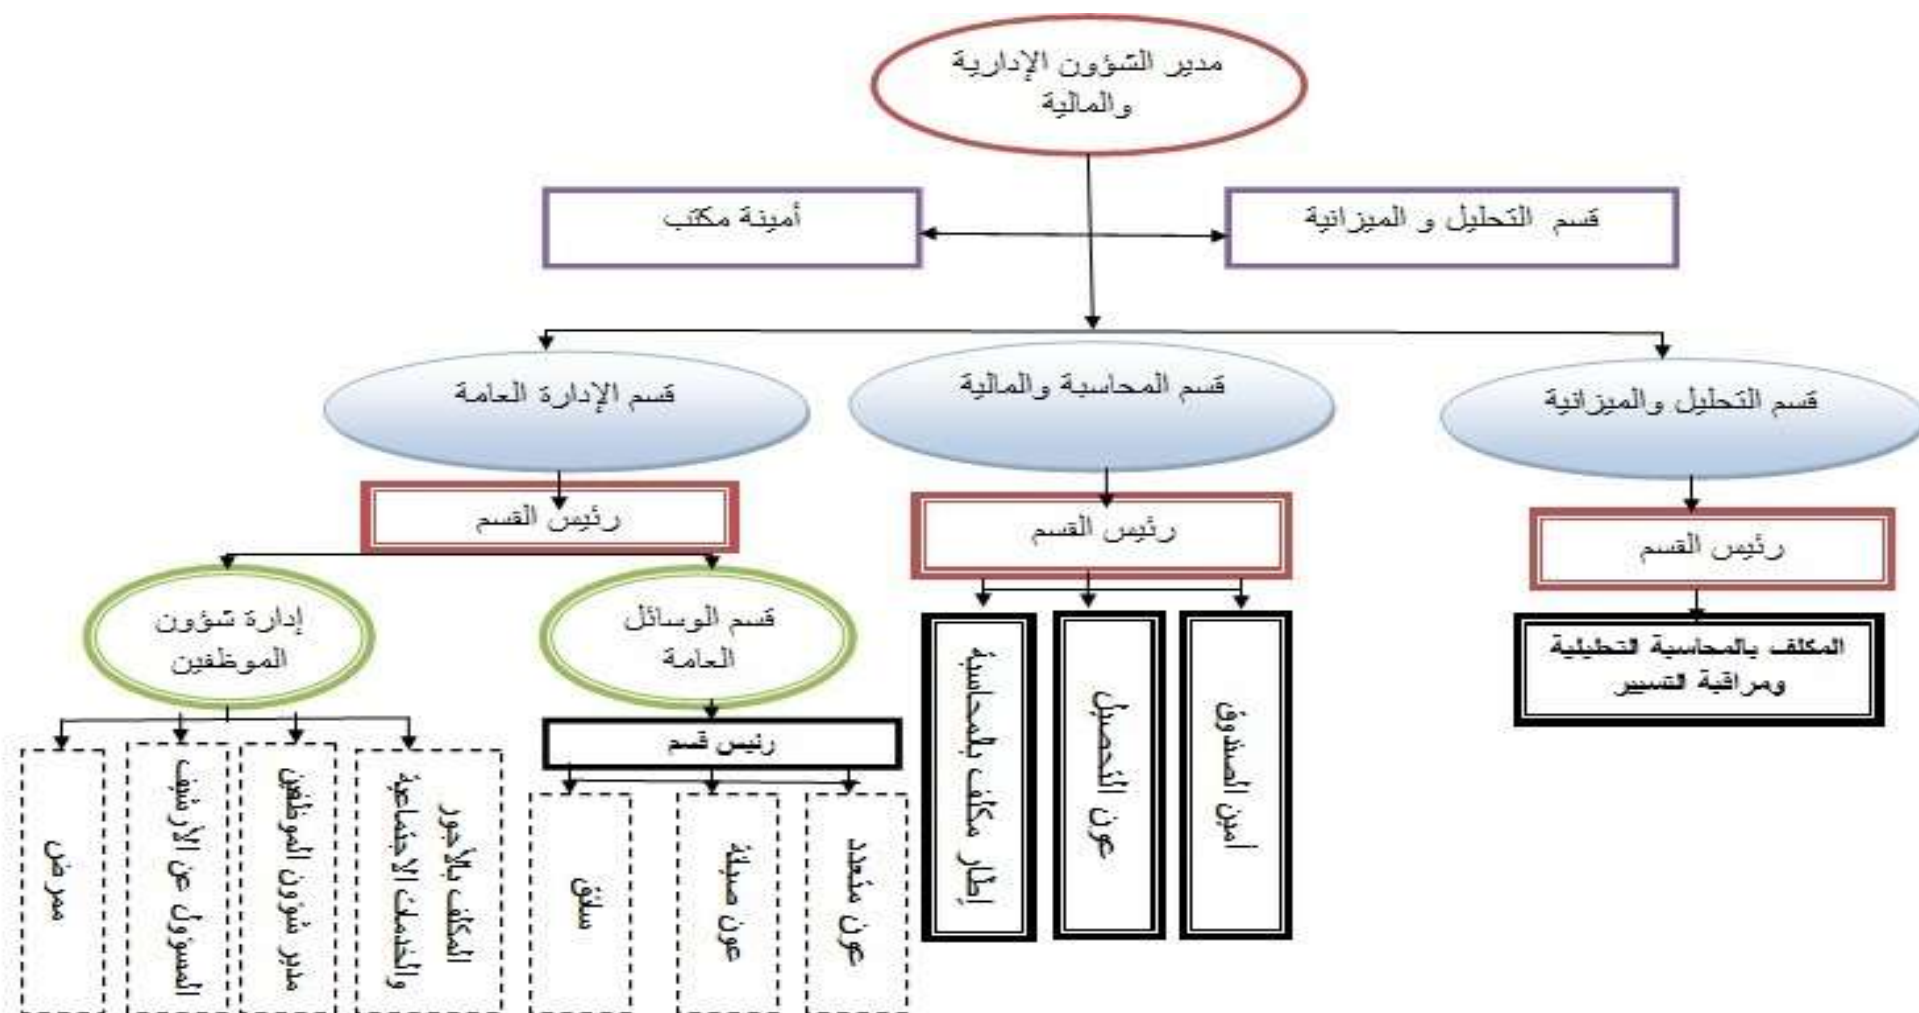 مدير الشؤون الإدارية
والمالية
قسم التحليل و الميزانية
أمينة مكتب
قسم التحليل والميزانية
قسم المحاسبة والمالية
قسم الإدارة العامة
رئيس القسم
رئيس القسم
رئيس القسم
المكلف بالمحاسبة التحليلية
ومراقبة التسيير
أمين الصندوق
عون التحصيل
إطار مكلف بالمحاسبة
قسم الوسائل
العامة
إدارة شؤون
الموظفين
رئيس قسم
عون متعدد
عون صيانة
سائق
المكلف بالأجور
والخدمات الاجتماعية
مدير شؤون الموظفين
المسؤول عن الأرشيف
ممرض